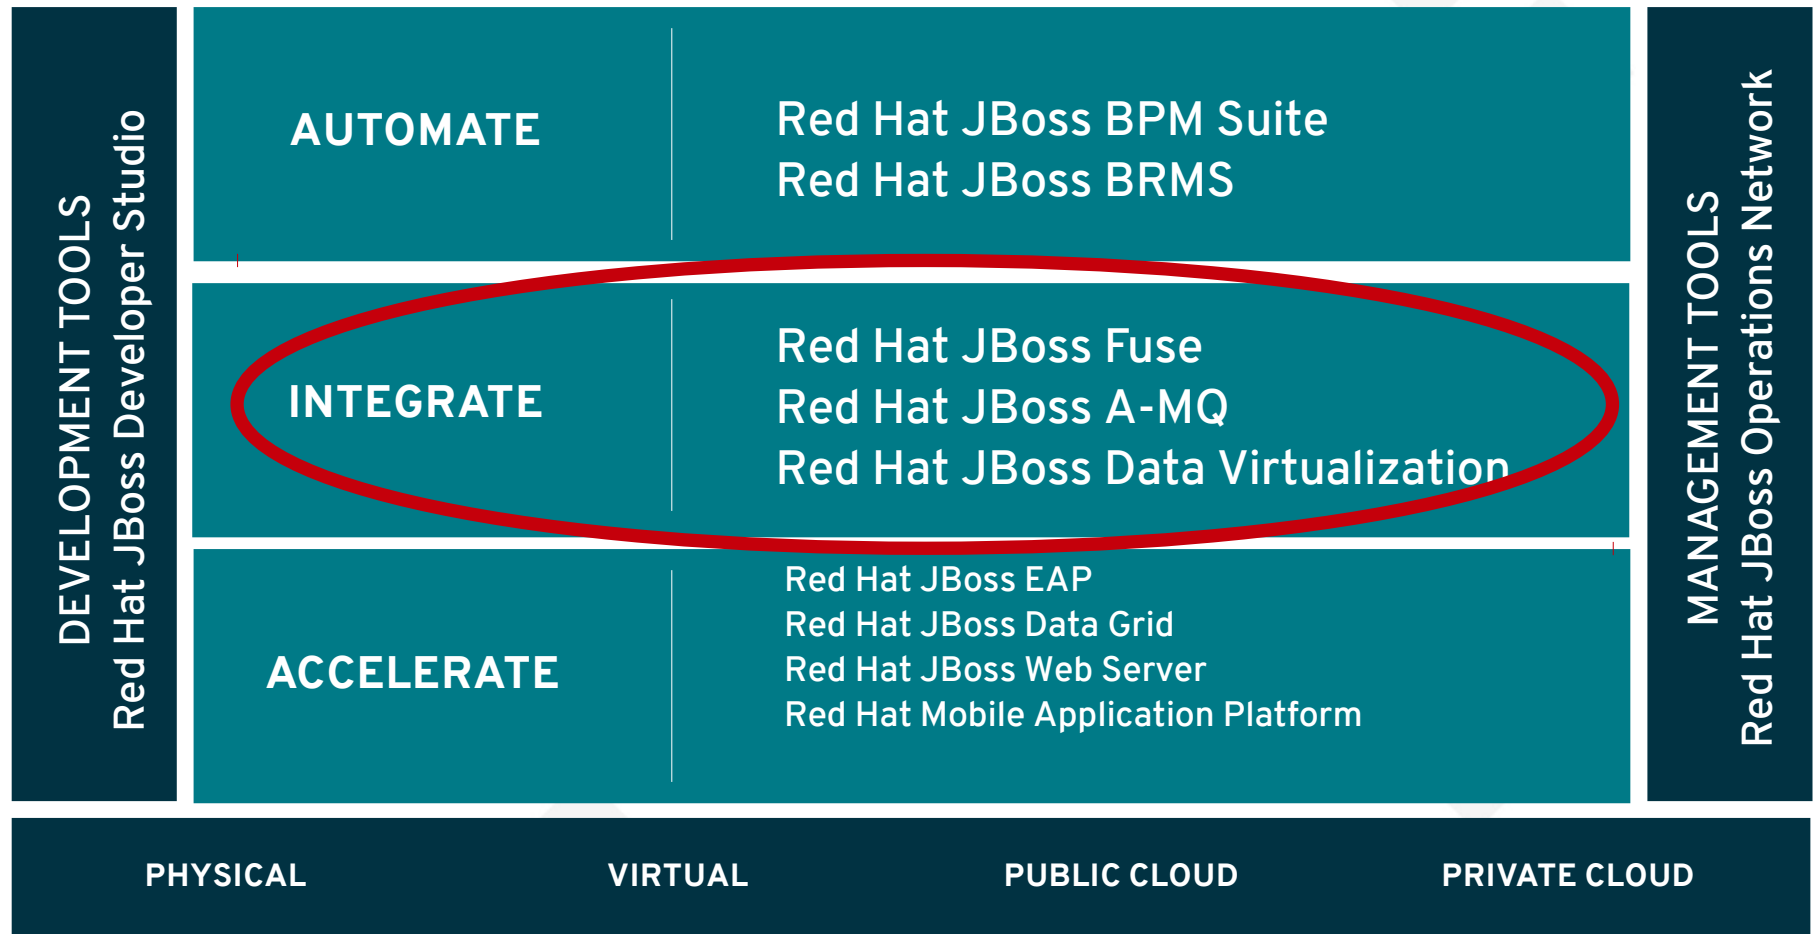 DEVELOPMENT TOOLS
Red Hat JBoss Developer Studio
AUTOMATE
Red Hat JBoss BPM Suite
Red Hat JBoss BRMS
INTEGRATE
Red Hat JBoss Fuse
Red Hat JBoss A-MQ
Red Hat JBoss Data Virtualization
ACCELERATE
Red Hat JBoss EAP
Red Hat JBoss Data Grid
Red Hat JBoss Web Server
Red Hat Mobile Application Platform
MANAGEMENT TOOLS
Red Hat JBoss Operations Network
PHYSICAL
VIRTUAL
PUBLIC CLOUD
PRIVATE CLOUD